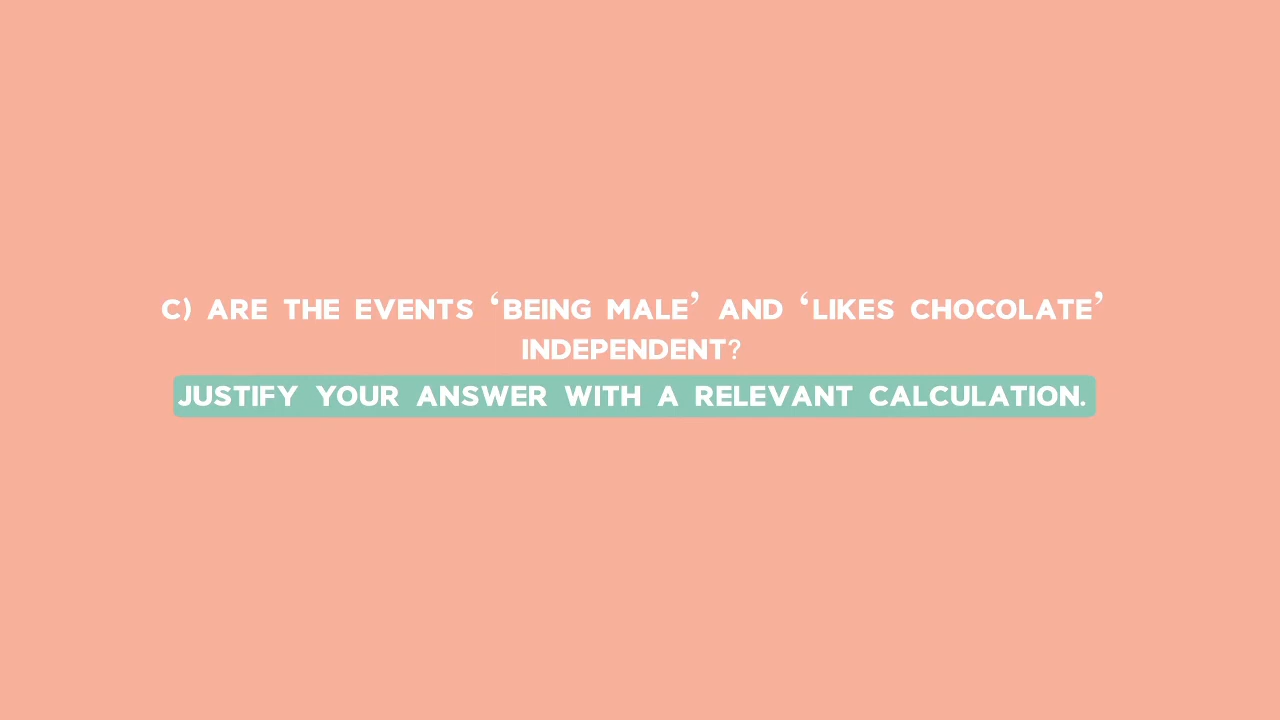 C) ARE THE EVENTS ‘BEING MALE’ AND ‘LIKES CHOCOLATE’
INDEPENDENT?
JUSTIFY YOUR ANSWER WITH A RELEVANT CALCULATION.